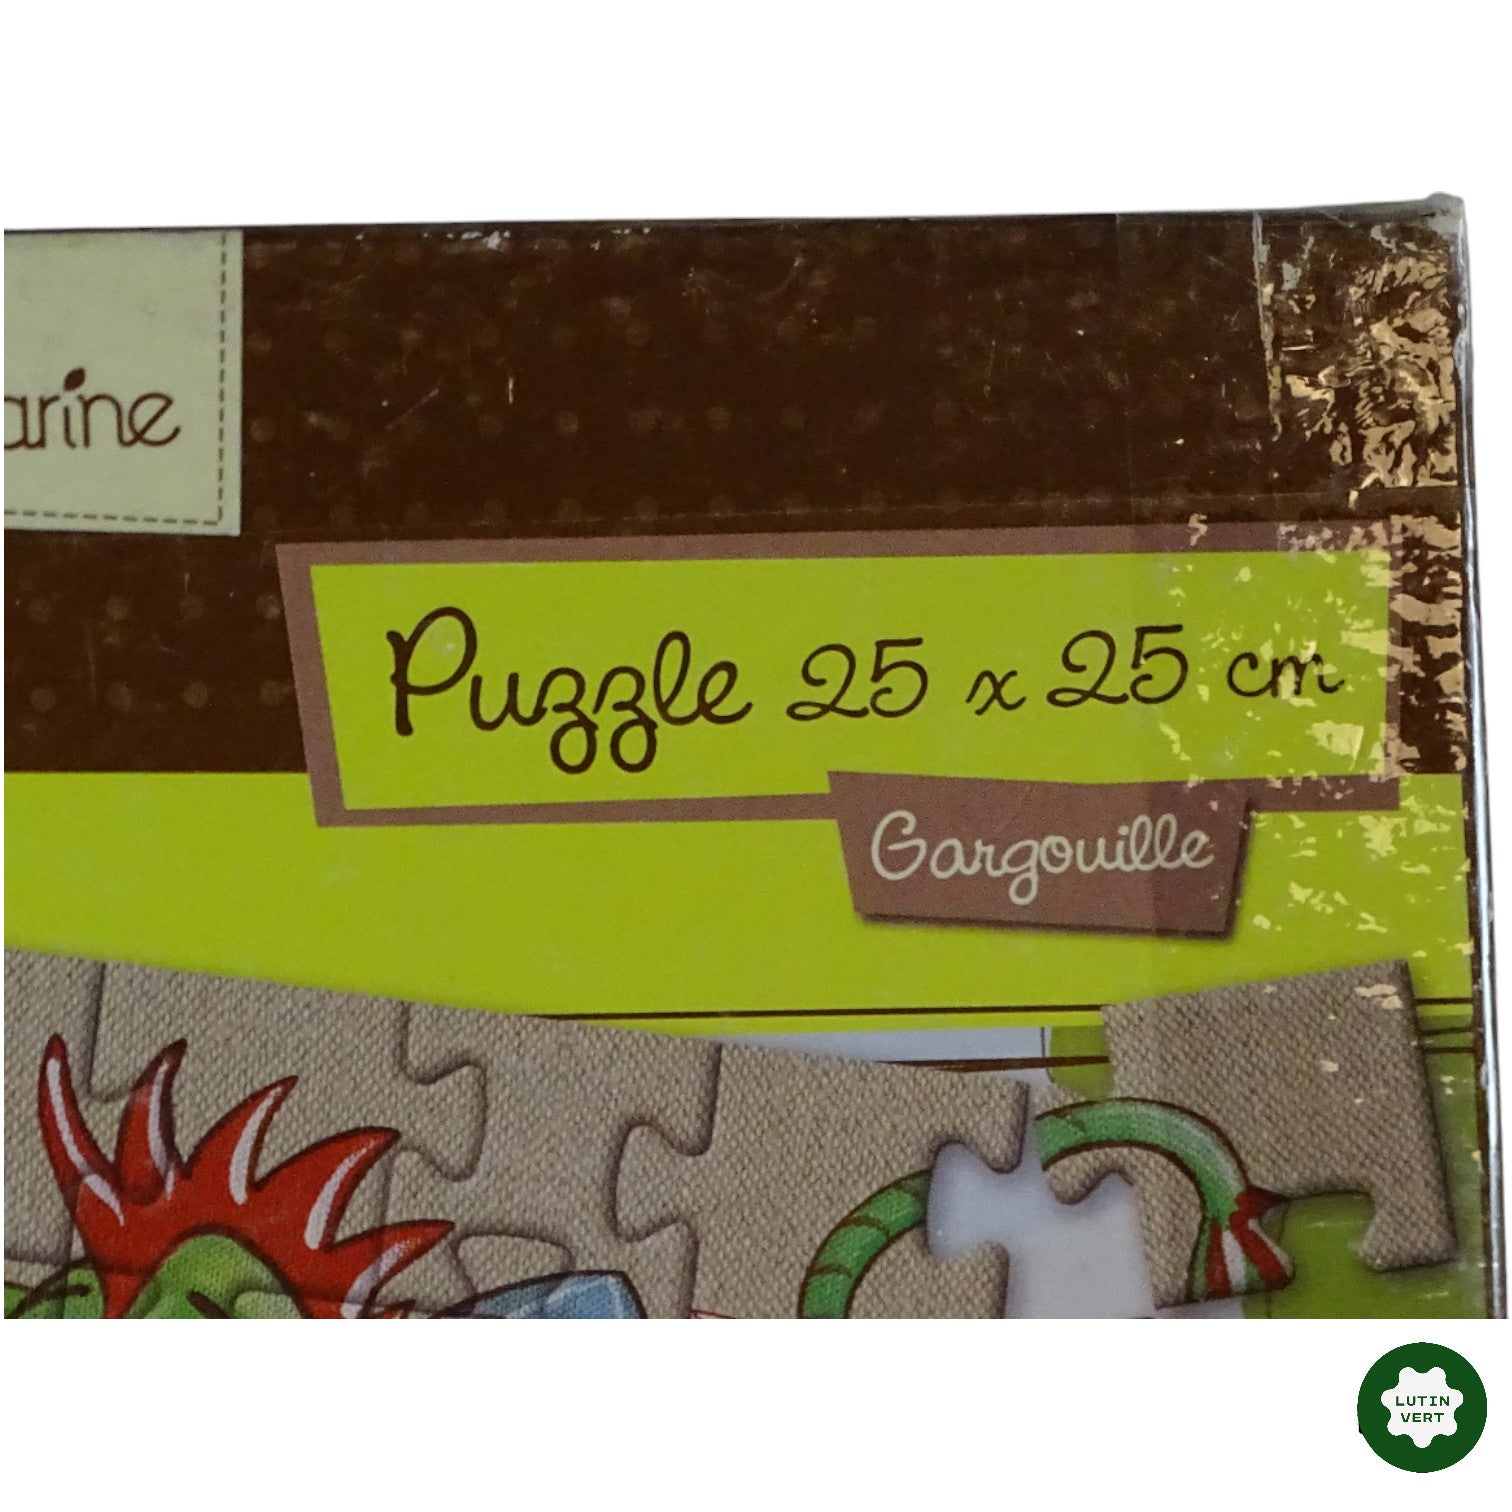 arine
Puzzle 25 x 25 cm
Gargouille
LUTIN
VERT